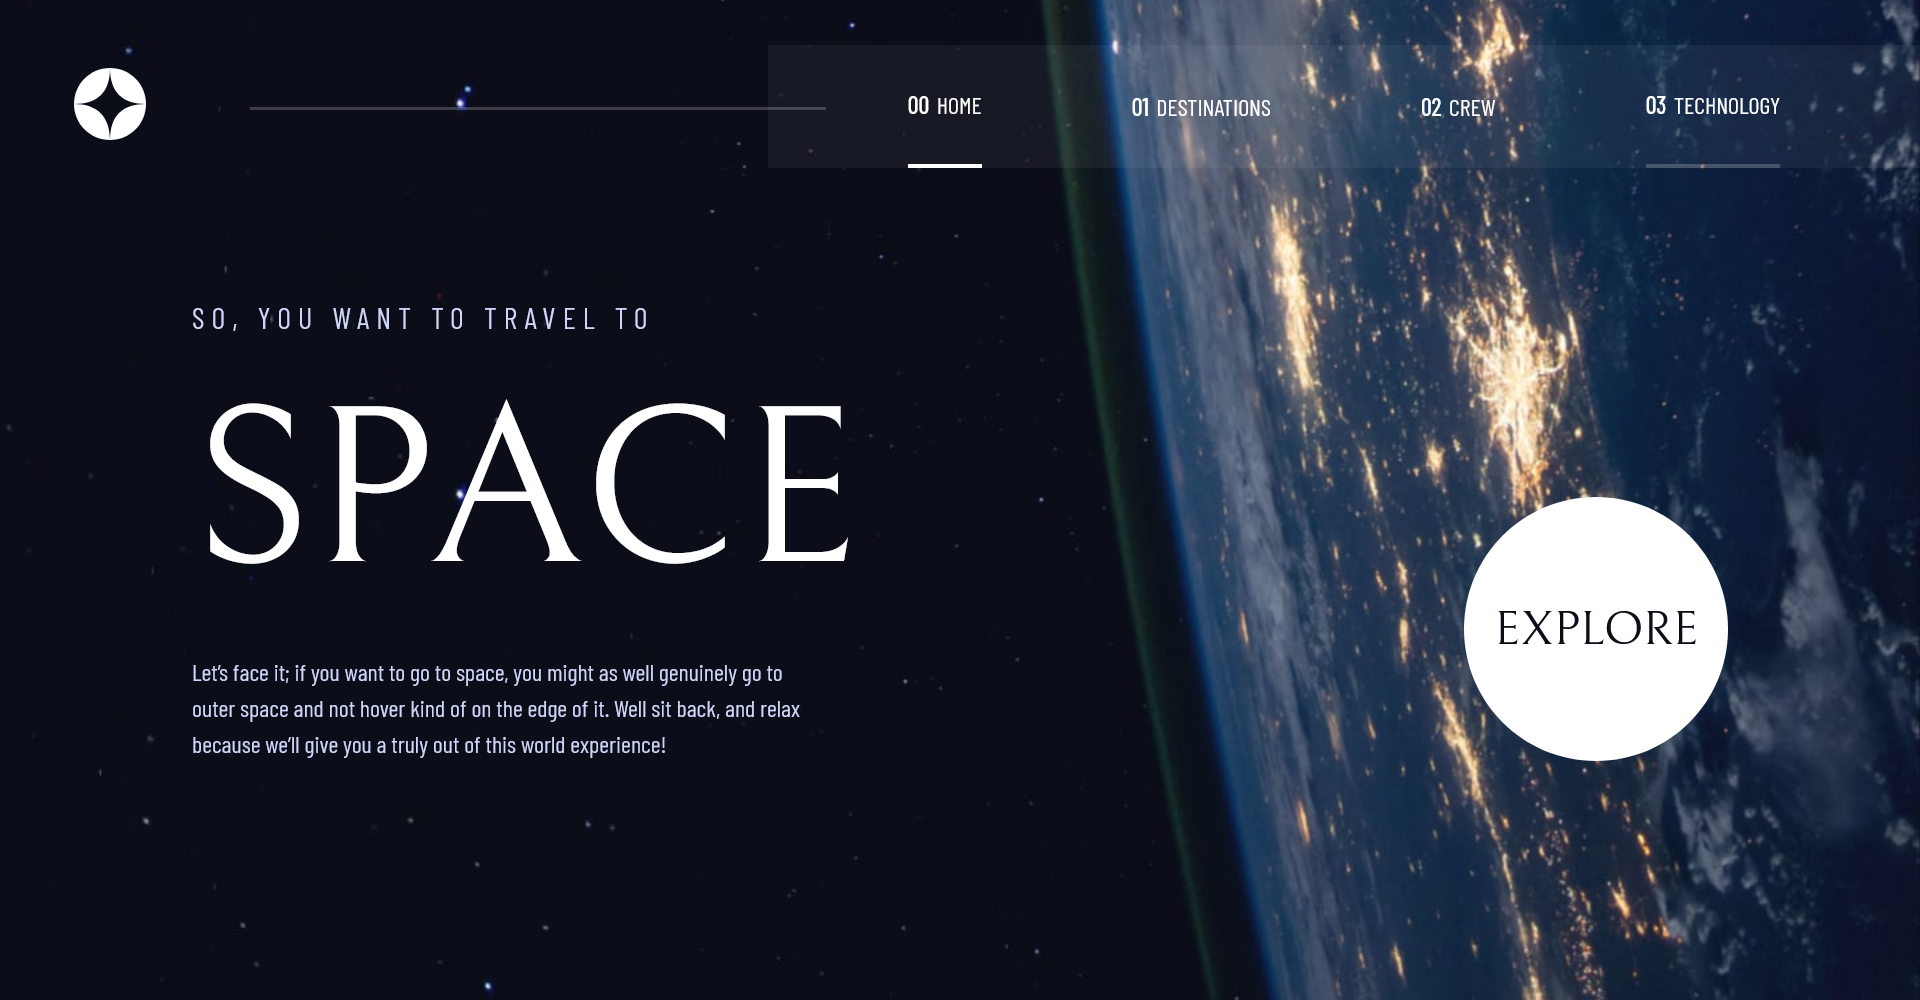 00 HOME
01 DESTINATIONS
02 CREW
03 TECHNOLOGY
SO, YOU WANT TO TRAVEL TO
SPACE
Let’s face it; if you want to go to space, you might as well genuinely go to
outer space and not hover kind of on the edge of it. Well sit back, and relax
because we’ll give you a truly out of this world experience!
EXPLORE